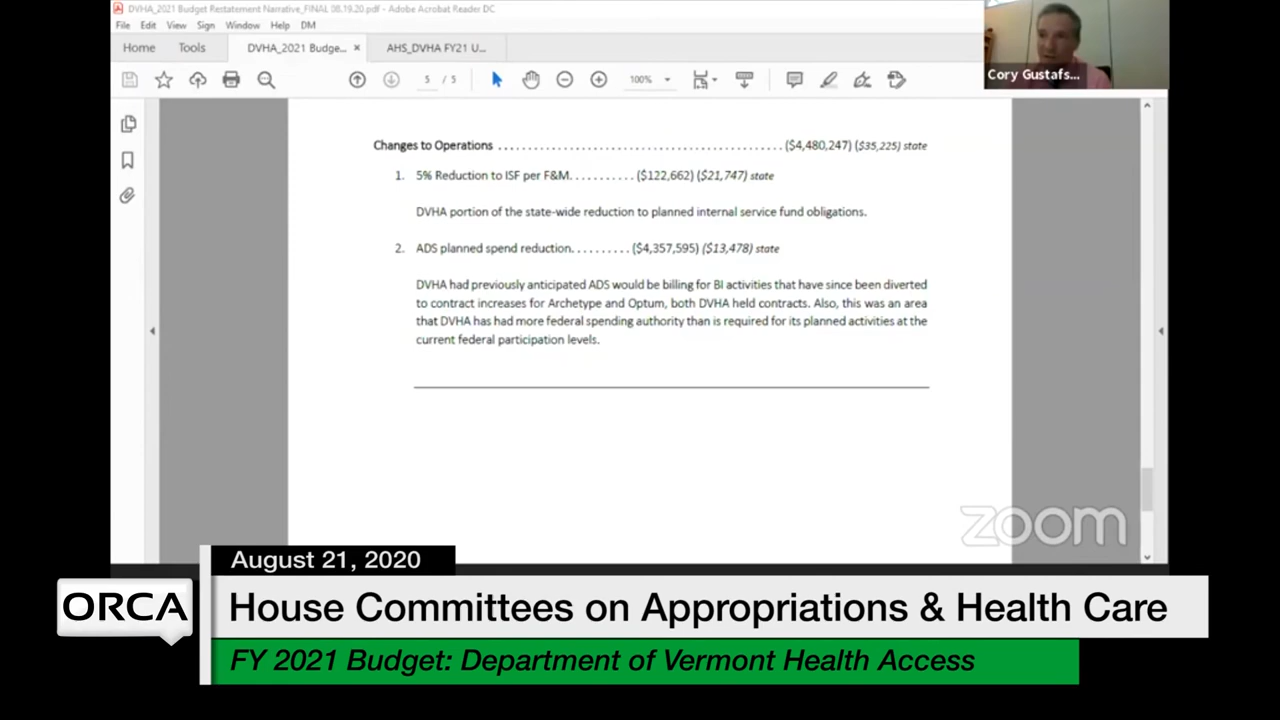 DVHA_2021 Budget Restatement Narrative_FINAL 08.19.20.pdf - Adobe Acrobat Reader DC
File Edit View Sign Window Help DM
Home Tools DVHA_2021 Budge... × AHS_DVHA FY21 U...
5 / 5 100%
Cory Gustafs...
Changes to Operations ($4,480,247) ($35,225) state
1. 5% Reduction to ISF per F&M. ($122,662) ($21,747) state
DVHA portion of the state-wide reduction to planned internal service fund obligations.
2. ADS planned spend reduction. ($4,357,595) ($13,478) state
DVHA had previously anticipated ADS would be billing for BI activities that have since been diverted
to contract increases for Archetype and Optum, both DVHA held contracts. Also, this was an area
that DVHA has had more federal spending authority than is required for its planned activities at the
current federal participation levels.
zoom
August 21, 2020
ORCA
House Committees on Appropriations & Health Care
FY 2021 Budget: Department of Vermont Health Access